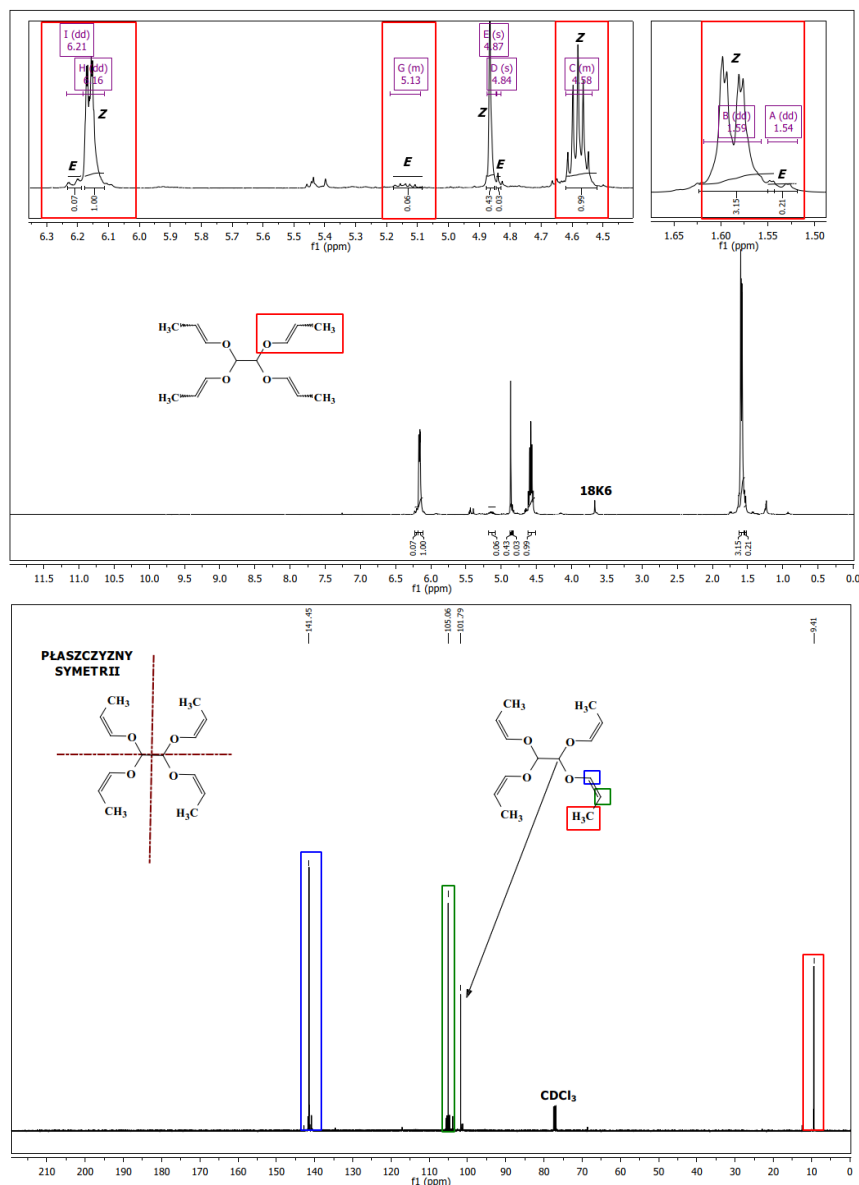 I (dd)
6.21
H (dd)
6.16
G (m)
5.13
E (s)
4.87
D (s)
4.84
C (m)
4.58
B (dd)
1.59
A (dd)
1.54
E
Z
E
Z
E
Z
Z
E
0.07
1.00
0.06
0.43
0.03
0.99
3.15
0.21
6.3 6.2 6.1 6.0 5.9 5.8 5.7 5.6 5.5 5.4 5.3 5.2 5.1 5.0 4.9 4.8 4.7 4.6 4.5
f1 (ppm)
1.65 1.60 1.55 1.50
f1 (ppm)
H₃C O O CH₃
H₃C O O CH₃
18K6
0.07
1.00
0.06
0.43
0.03
0.99
3.15
0.21
11.5 11.0 10.5 10.0 9.5 9.0 8.5 8.0 7.5 7.0 6.5 6.0 5.5 5.0 4.5 4.0 3.5 3.0 2.5 2.0 1.5 1.0 0.5 0.0
f1 (ppm)
141.45
105.06
101.79
9.41
PŁASZCZYZNY
SYMETRII
CH₃ H₃C
O O
O O
CH₃ H₃C
CH₃ H₃C
O O
O O
CH₃ H₃C
CDCl₃
210 200 190 180 170 160 150 140 130 120 110 100 90 80 70 60 50 40 30 20 10 0
f1 (ppm)